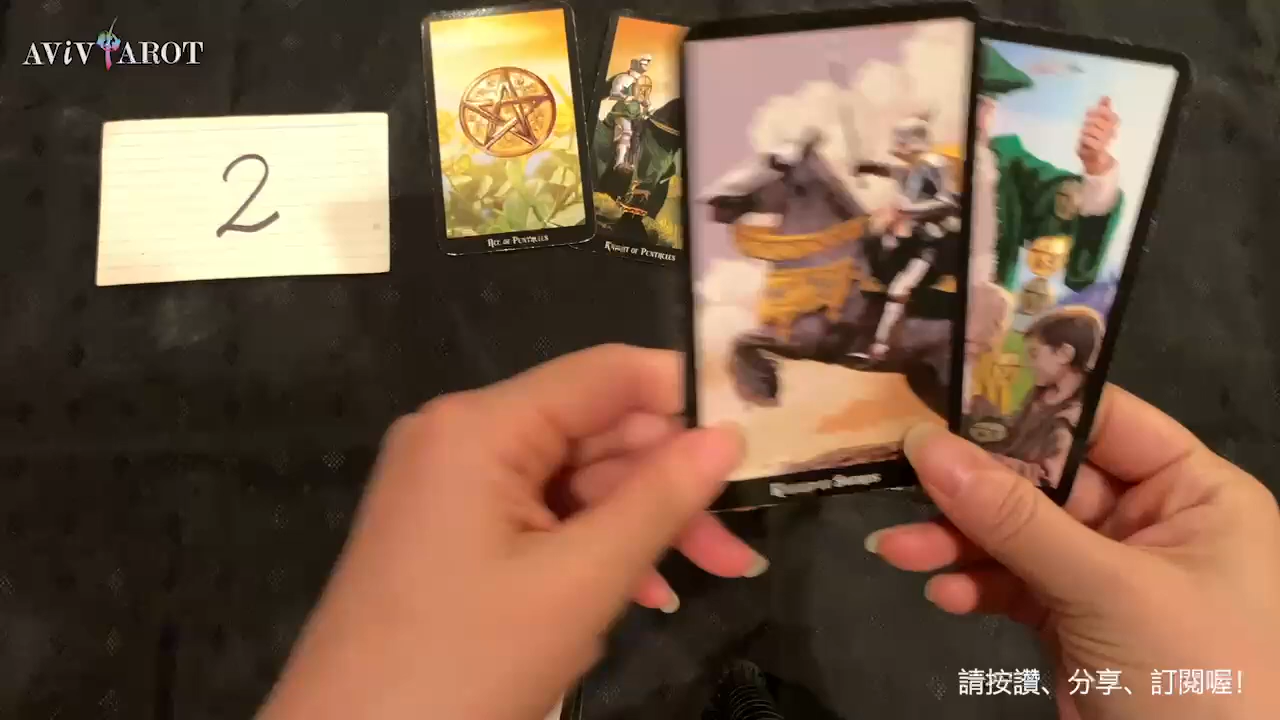 AViV TAROT
2
ACE OF PENTACLES
KNIGHT OF PENTACLES
請按讚、分享、訂閱喔!